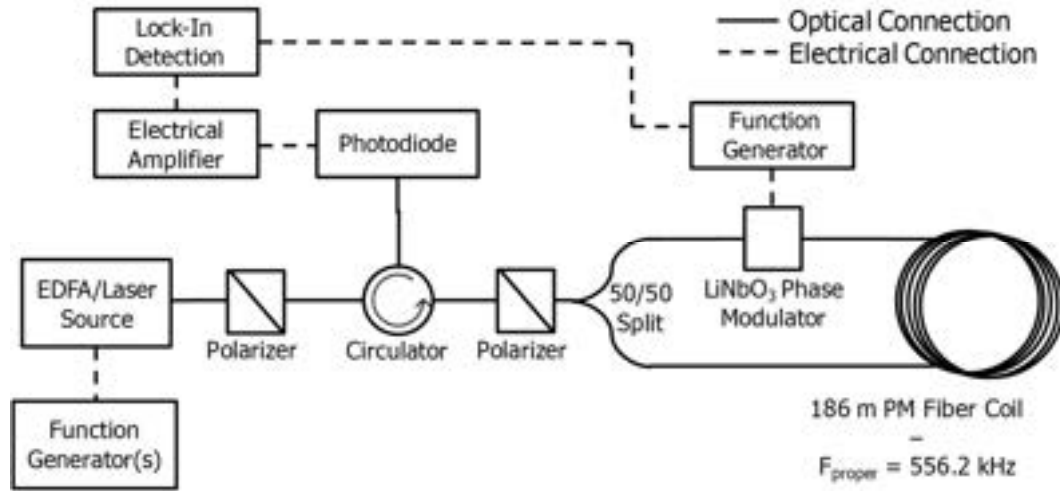 Lock-In
Detection
Optical Connection
Electrical Connection
Electrical
Amplifier
Photodiode
Function
Generator
EDFA/Laser
Source
Polarizer
Circulator
Polarizer
50/50
Split
LiNbO₃ Phase
Modulator
Function
Generator(s)
186 m PM Fiber Coil
–
Fproper = 556.2 kHz